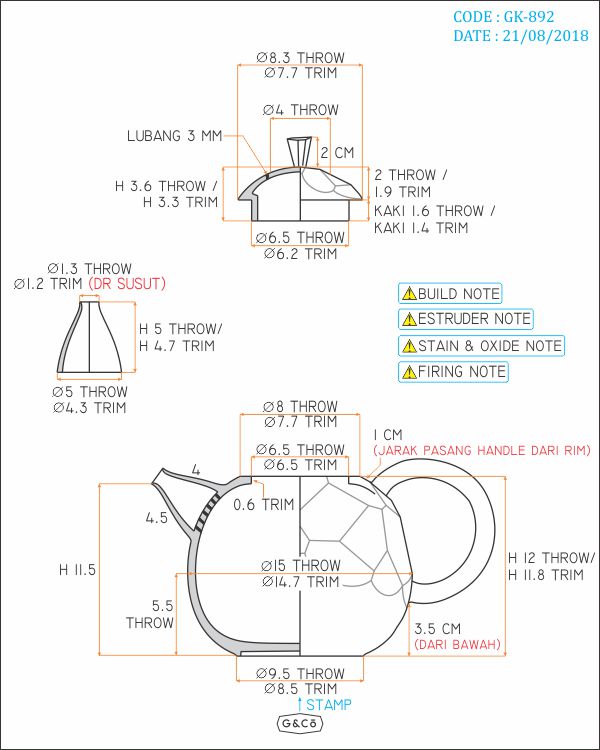 CODE : GK-892
DATE : 21/08/2018
Ø8.3 THROW
Ø7.7 TRIM
Ø4 THROW
LUBANG 3 MM
2 CM
H 3.6 THROW /
H 3.3 TRIM
2 THROW /
1.9 TRIM
KAKI 1.6 THROW /
KAKI 1.4 TRIM
Ø6.5 THROW
Ø6.2 TRIM
Ø1.3 THROW
Ø1.2 TRIM (DR SUSUT)
H 5 THROW/
H 4.7 TRIM
Ø5 THROW
Ø4.3 TRIM
BUILD NOTE
ESTRUDER NOTE
STAIN & OXIDE NOTE
FIRING NOTE
Ø8 THROW
Ø7.7 TRIM
1 CM
(JARAK PASANG HANDLE DARI RIM)
Ø6.5 THROW
Ø6.5 TRIM
4
0.6 TRIM
4.5
H 11.5
Ø15 THROW
Ø14.7 TRIM
H 12 THROW/
H 11.8 TRIM
5.5
THROW
3.5 CM
(DARI BAWAH)
Ø9.5 THROW
Ø8.5 TRIM
STAMP
G&Co